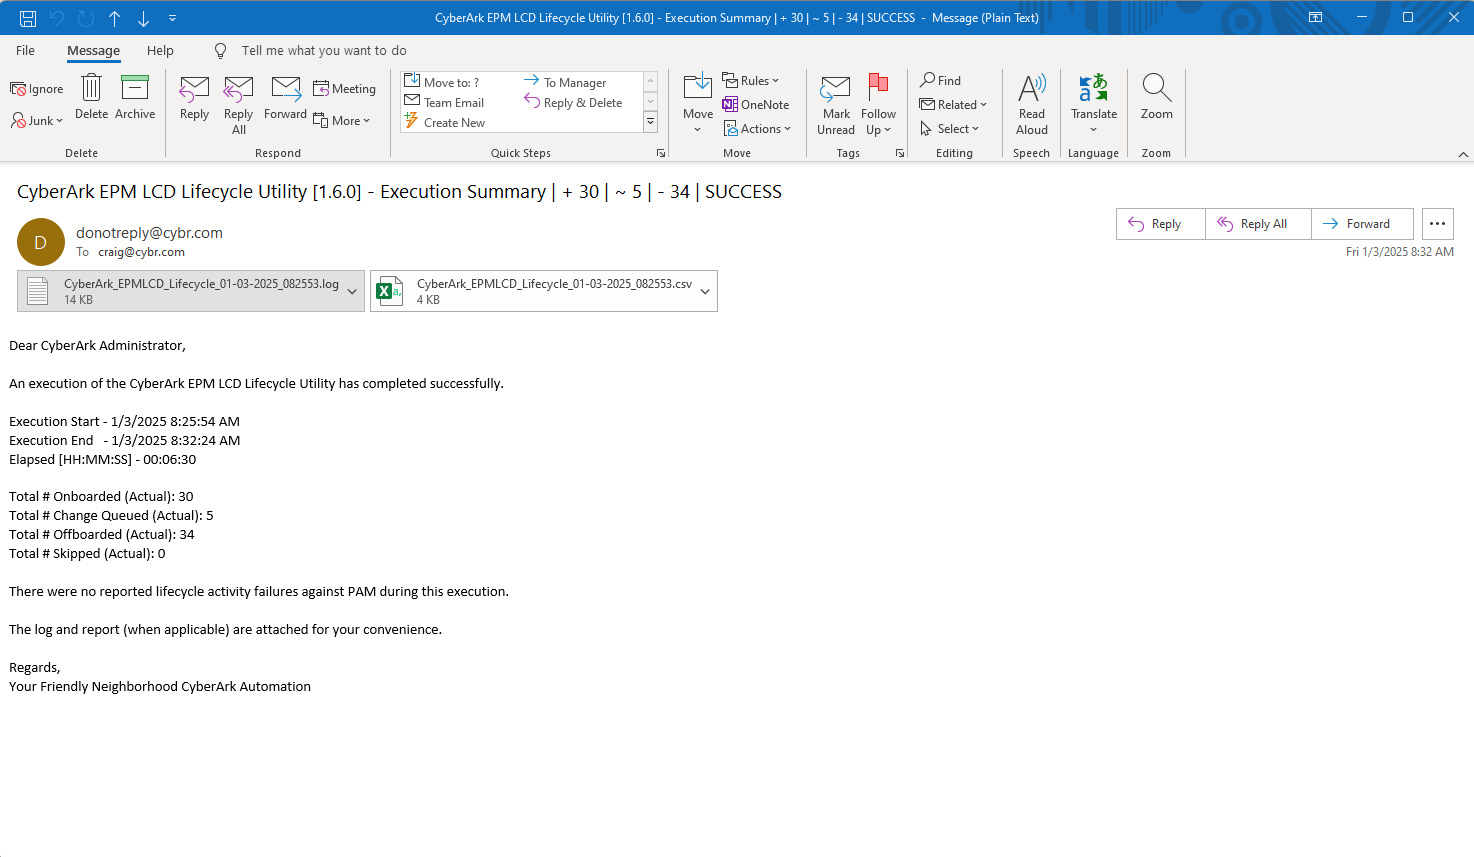 CyberArk EPM LCD Lifecycle Utility [1.6.0] - Execution Summary | + 30 | ~ 5 | - 34 | SUCCESS - Message (Plain Text)
File Message Help Tell me what you want to do
Ignore
Junk
Delete
Archive
Delete
Reply
Reply All
Forward
Meeting
More
Respond
Move to: ?
Team Email
Create New
To Manager
Reply & Delete
Quick Steps
Move
Rules
OneNote
Actions
Move
Mark Unread
Follow Up
Tags
Find
Related
Select
Editing
Read Aloud
Speech
Translate
Language
Zoom
Zoom
CyberArk EPM LCD Lifecycle Utility [1.6.0] - Execution Summary | + 30 | ~ 5 | - 34 | SUCCESS
D
donotreply@cybr.com
To craig@cybr.com
Reply Reply All Forward
Fri 1/3/2025 8:32 AM
CyberArk_EPMLCD_Lifecycle_01-03-2025_082553.log
14 KB
CyberArk_EPMLCD_Lifecycle_01-03-2025_082553.csv
4 KB
Dear CyberArk Administrator,
An execution of the CyberArk EPM LCD Lifecycle Utility has completed successfully.
Execution Start - 1/3/2025 8:25:54 AM
Execution End - 1/3/2025 8:32:24 AM
Elapsed [HH:MM:SS] - 00:06:30
Total # Onboarded (Actual): 30
Total # Change Queued (Actual): 5
Total # Offboarded (Actual): 34
Total # Skipped (Actual): 0
There were no reported lifecycle activity failures against PAM during this execution.
The log and report (when applicable) are attached for your convenience.
Regards,
Your Friendly Neighborhood CyberArk Automation